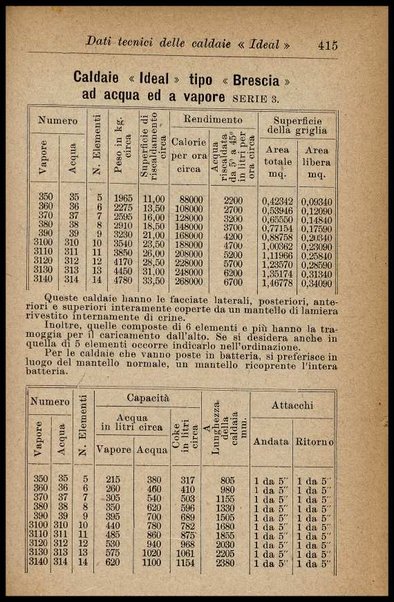 Dati tecnici delle caldaie « Ideal » 415
Caldaie « Ideal » tipo « Brescia »
ad acqua ed a vapore SERIE 3.
Numero N. Elementi Peso in kg. circa Superficie di riscaldamento circa Rendimento Superficie della griglia
Vapore Acqua Calorie per ora circa Acqua riscaldata da 5° a 45° in litri per ora circa Area totale mq. Area libera mq.
350 35 5 1965 11,00 88000 2200 0,42342 0,09340
360 36 6 2275 13,50 108000 2700 0,53946 0,12090
370 37 7 2595 16,00 128000 3200 0,65550 0,14840
380 38 8 2910 18,50 148000 3700 0,77154 0,17590
390 39 9 3230 21,00 168000 4200 0,88758 0,20340
3100 310 10 3540 23,50 188000 4700 1,00362 0,23090
3110 311 11 3850 26,00 208000 5200 1,11966 0,25840
3120 312 12 4170 28,50 228000 5700 1,23570 0,28590
3130 313 13 4450 31,00 248000 6200 1,35174 0,31340
3140 314 14 4780 33,50 268000 6700 1,46778 0,34090
Queste caldaie hanno le facciate laterali, posteriori, ante-
riori e superiori interamente coperte da un mantello di lamiera
rivestito internamente di crine.
Inoltre, quelle composte di 6 elementi e più hanno la tra-
moggia per il caricamento dall'alto. Se si desidera anche in
quella di 5 elementi occorre indicarlo nell'ordinazione.
Per le caldaie che vanno poste in batteria, si preferisce in
luogo del mantello normale, un mantello ricoprente l'intera
batteria.
Numero N. Elementi Capacità A Lunghezza della caldaia mm. Attacchi
Vapore Acqua Acqua in litri circa Coke in litri circa
Vapore Acqua Andata Ritorno
350 35 5 215 380 317 805 1 da 5" 1 da 5"
360 36 6 260 460 410 980 1 da 5" 1 da 5"
370 37 7 305 540 503 1155 1 da 5" 1 da 5"
380 38 8 350 620 596 1330 1 da 5" 1 da 5"
390 39 9 395 700 689 1505 1 da 5" 1 da 5"
3100 310 10 440 780 782 1680 1 da 5" 1 da 5"
3110 311 11 485 860 875 1855 1 da 5" 1 da 5"
3120 312 12 530 940 968 2030 1 da 5" 1 da 5"
3130 313 13 575 1020 1061 2205 1 da 5" 1 da 5"
3140 314 14 620 1100 1154 2380 1 da 5" 1 da 5"